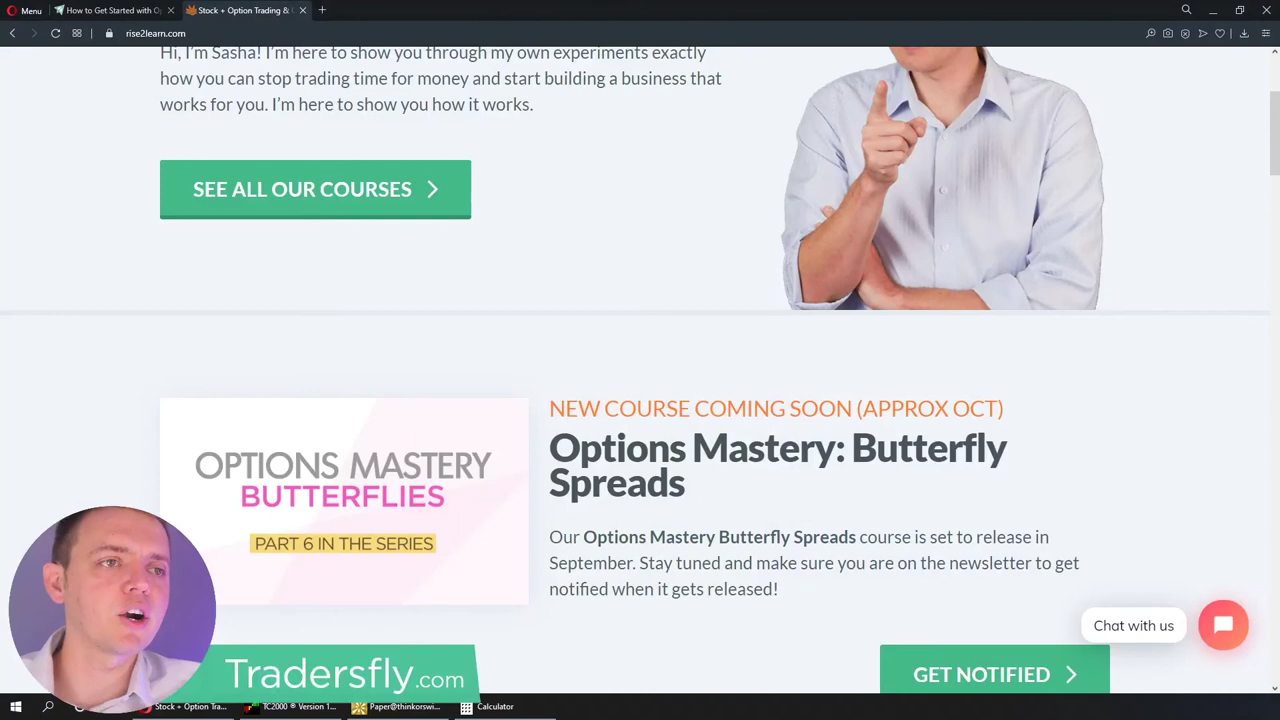 Menu
How to Get Started with Op
Stock + Option Trading & C
rise2learn.com
Hi, I'm Sasha! I'm here to show you through my own experiments exactly
how you can stop trading time for money and start building a business that
works for you. I'm here to show you how it works.
SEE ALL OUR COURSES
OPTIONS MASTERY
BUTTERFLIES
PART 6 IN THE SERIES
NEW COURSE COMING SOON (APPROX OCT)
Options Mastery: Butterfly
Spreads
Our Options Mastery Butterfly Spreads course is set to release in
September. Stay tuned and make sure you are on the newsletter to get
notified when it gets released!
Chat with us
GET NOTIFIED
Tradersfly.com
Stock + Option Tra...
TC2000 ® Version 1...
Paper@thinkorswi...
Calculator